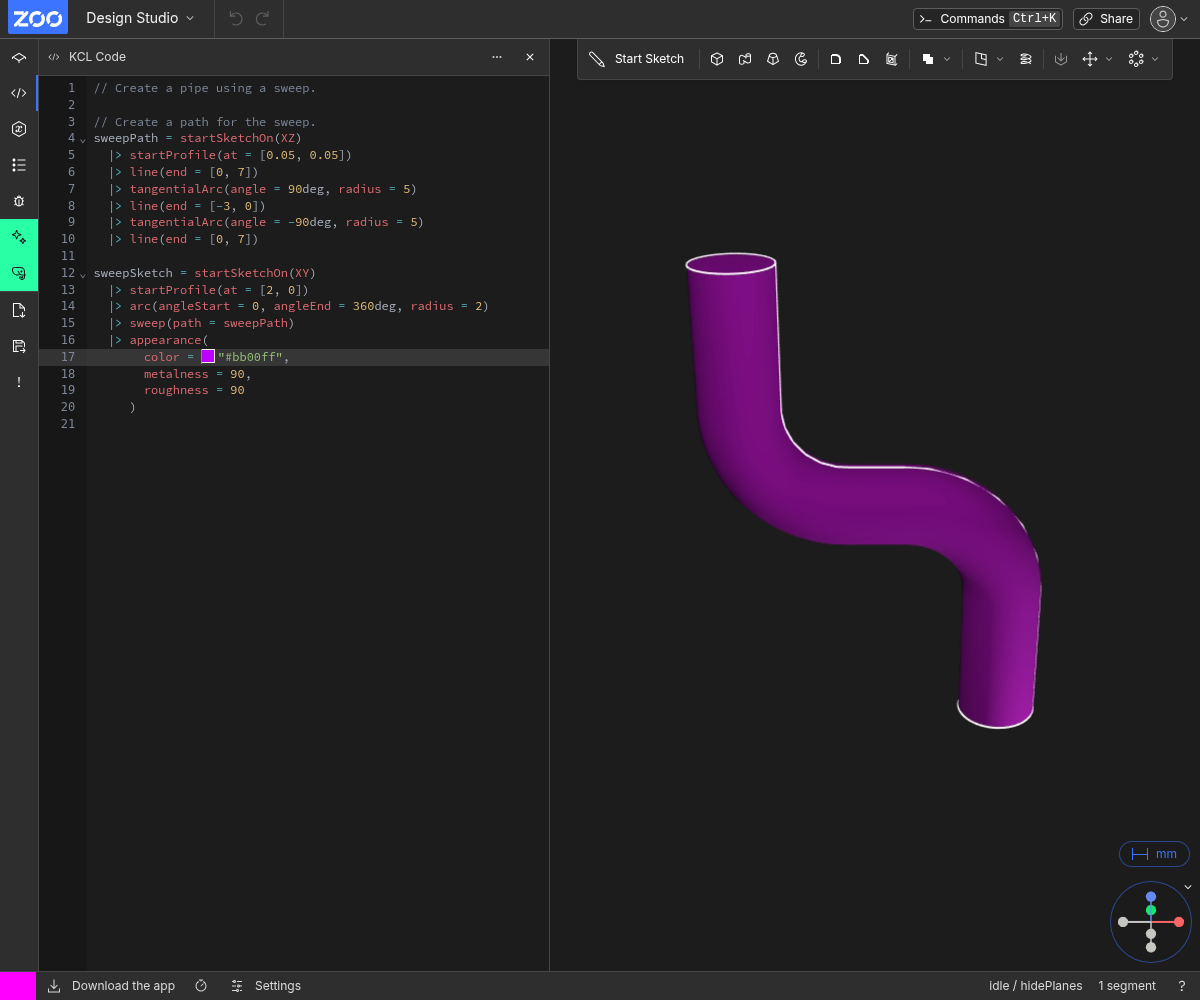 ZOO
Design Studio
Commands Ctrl+K
Share
KCL Code
Start Sketch
1 // Create a pipe using a sweep.
2
3 // Create a path for the sweep.
4 sweepPath = startSketchOn(XZ)
5   |> startProfile(at = [0.05, 0.05])
6   |> line(end = [0, 7])
7   |> tangentialArc(angle = 90deg, radius = 5)
8   |> line(end = [-3, 0])
9   |> tangentialArc(angle = -90deg, radius = 5)
10   |> line(end = [0, 7])
11
12 sweepSketch = startSketchOn(XY)
13   |> startProfile(at = [2, 0])
14   |> arc(angleStart = 0, angleEnd = 360deg, radius = 2)
15   |> sweep(path = sweepPath)
16   |> appearance(
17        color = "#bb00ff",
18        metalness = 90,
19        roughness = 90
20      )
21
mm
Download the app
Settings
idle / hidePlanes
1 segment
?